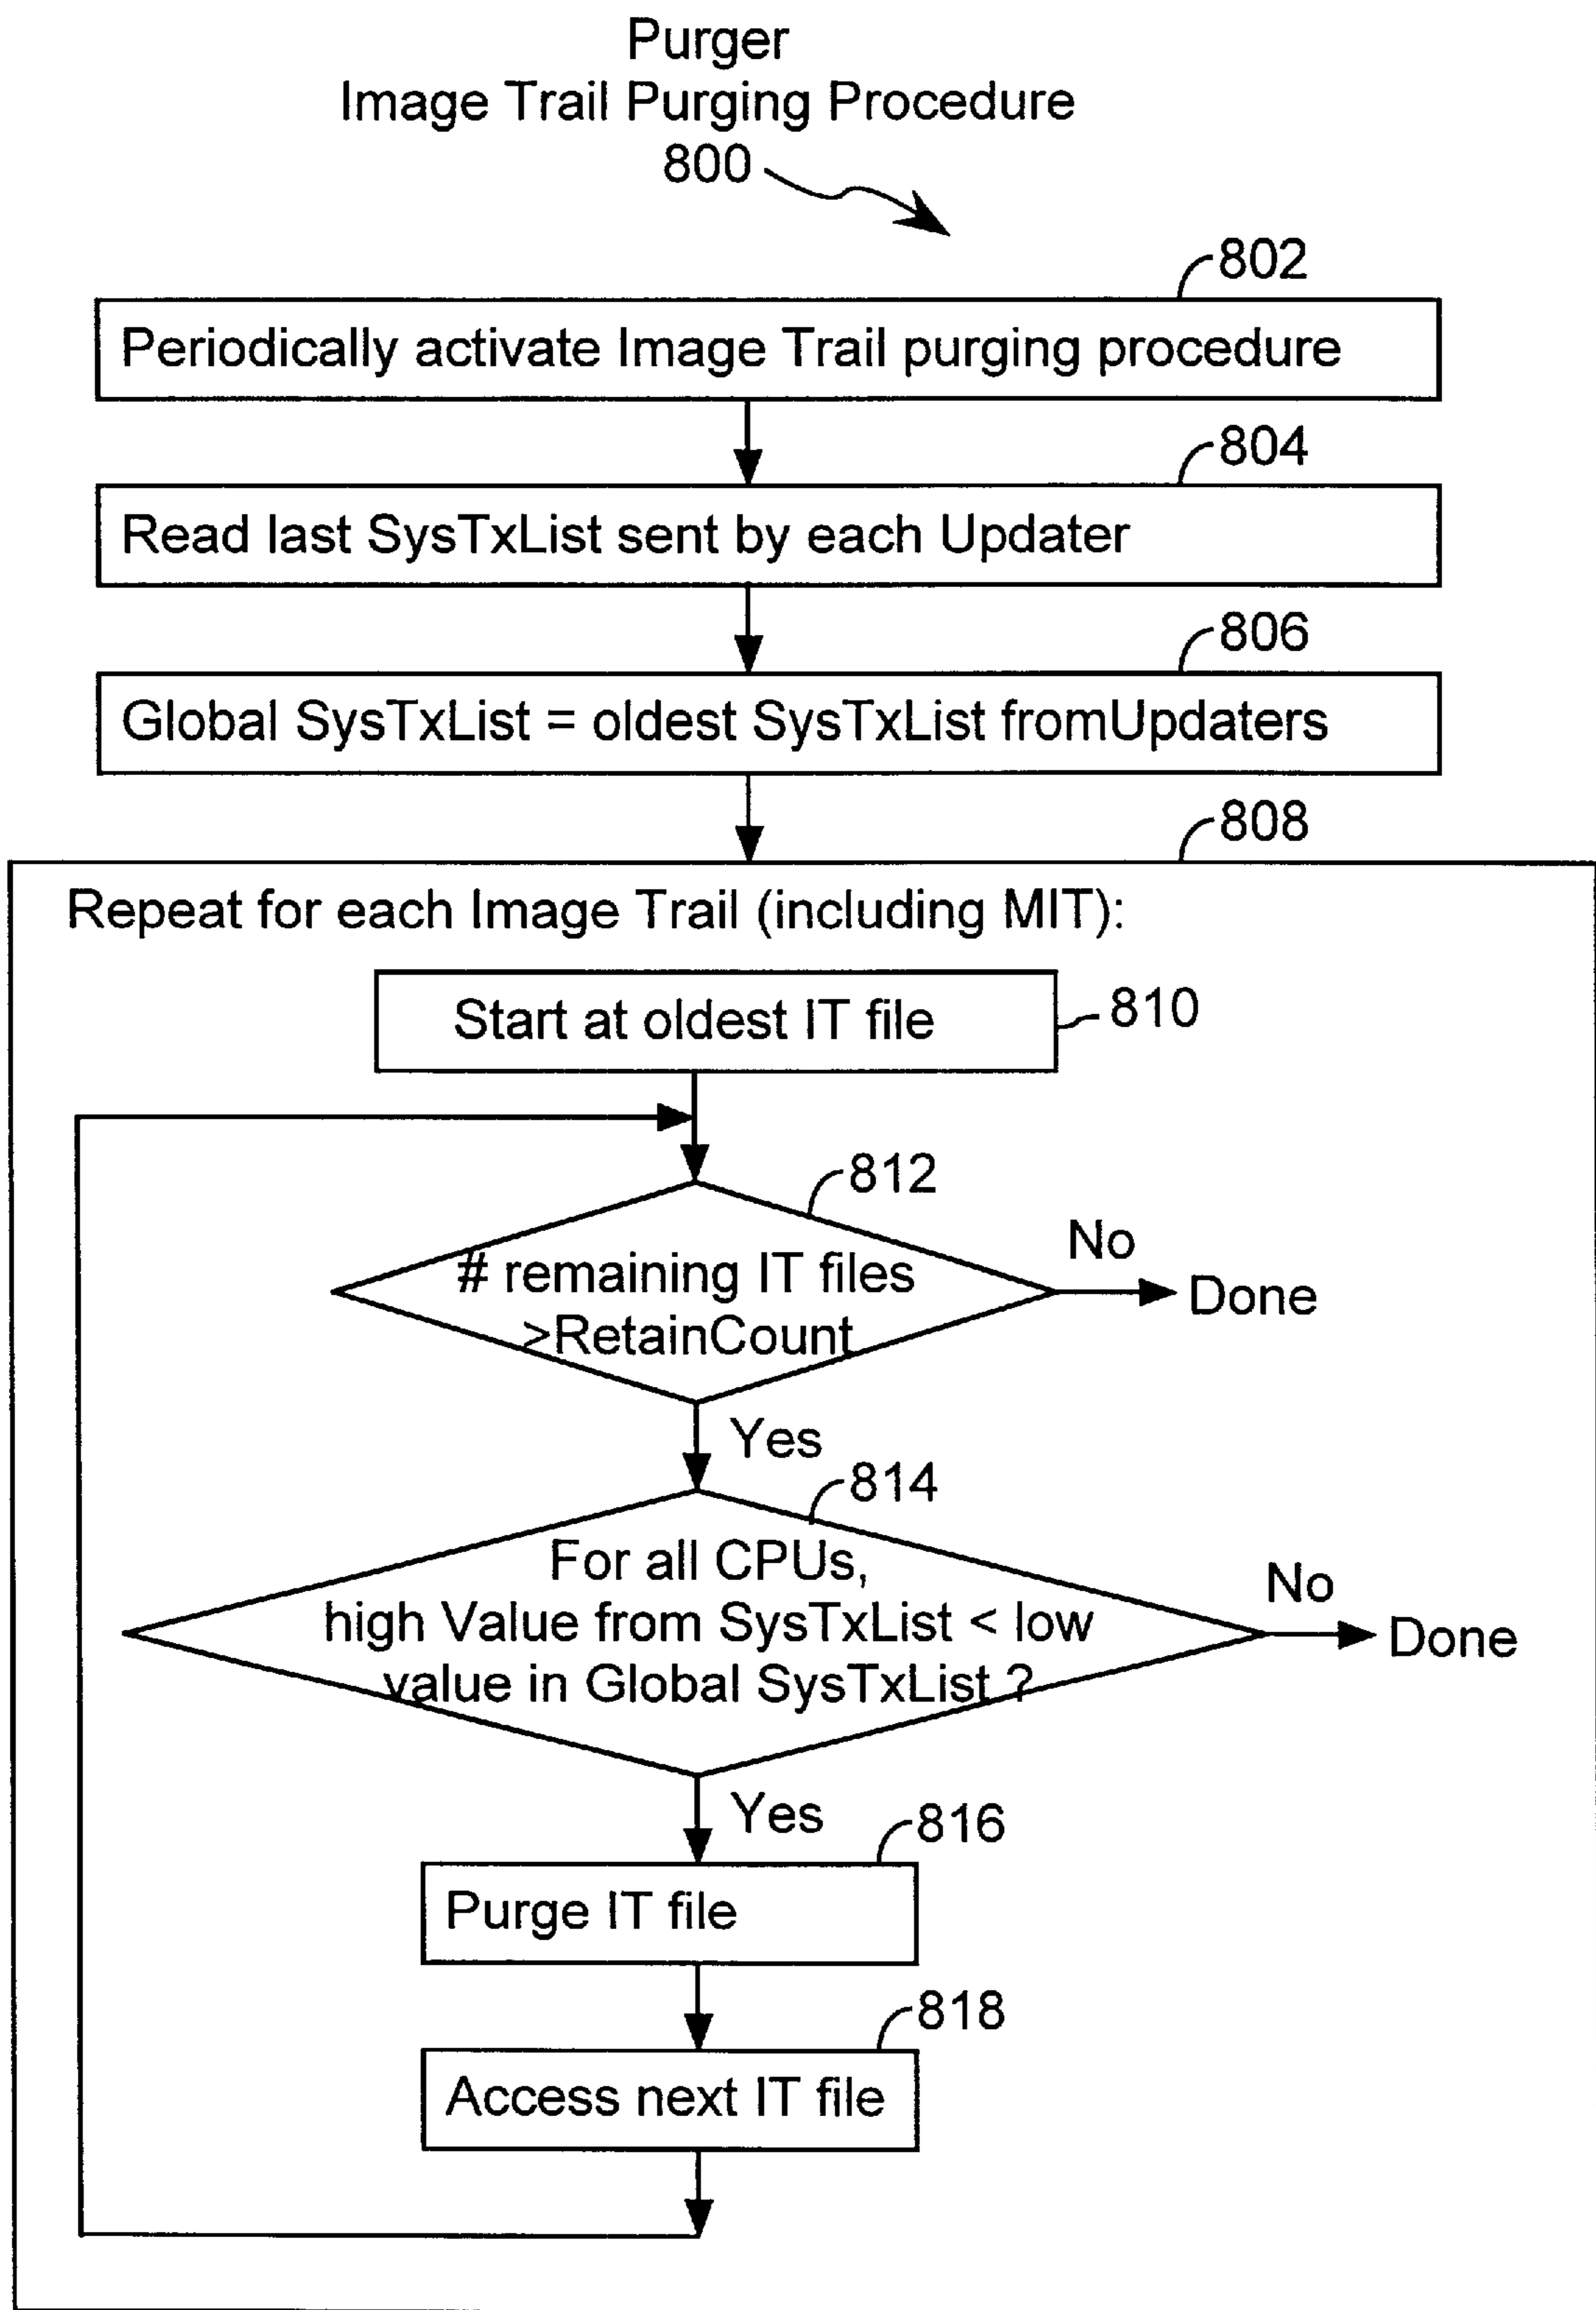 Purger
Image Trail Purging Procedure
800
802
Periodically activate Image Trail purging procedure
804
Read last SysTxList sent by each Updater
806
Global SysTxList = oldest SysTxList fromUpdaters
808
Repeat for each Image Trail (including MIT):
Start at oldest IT file
810
812
# remaining IT files
>RetainCount
No
Done
Yes
814
For all CPUs,
high Value from SysTxList < low
value in Global SysTxList ?
No
Done
Yes
816
Purge IT file
818
Access next IT file